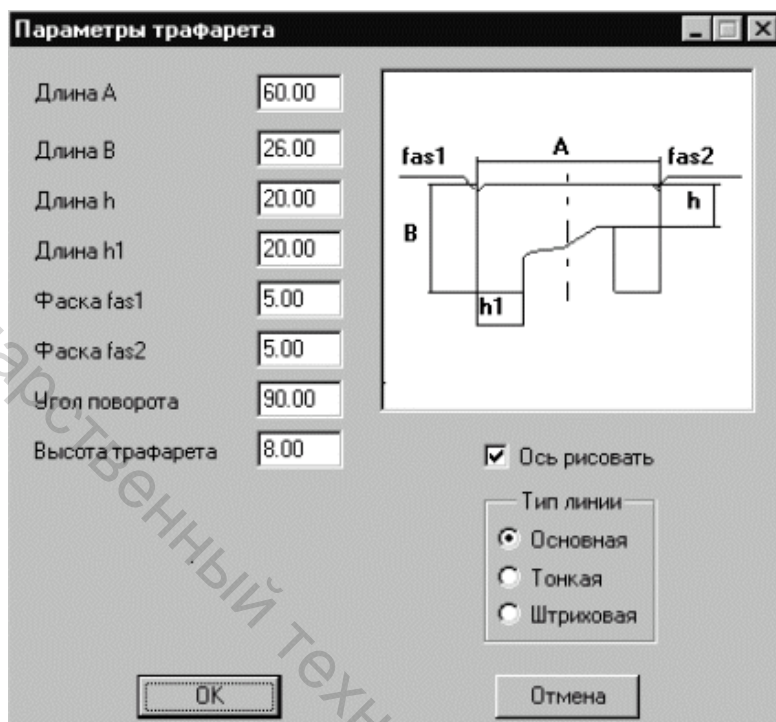 Параметры трафарета
Длина А 60.00
Длина В 26.00
Длина h 20.00
Длина h1 20.00
Фаска fas1 5.00
Фаска fas2 5.00
Угол поворота 90.00
Высота трафарета 8.00
fas1 A fas2
B h
h1
Ось рисовать
Тип линии
Основная
Тонкая
Штриховая
OK Отмена